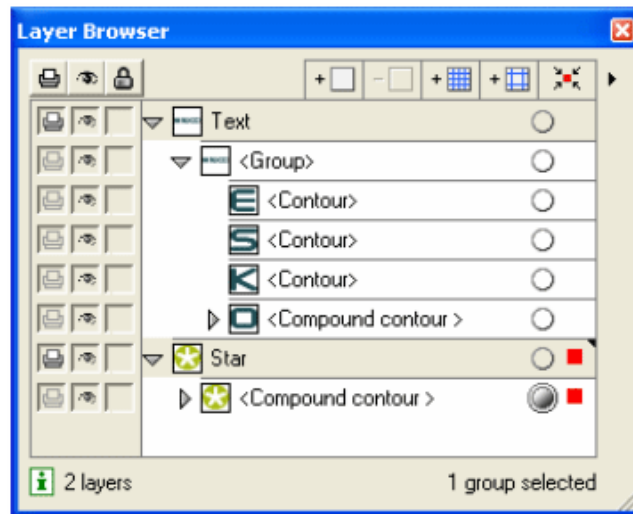 Layer Browser
Text
<Group>
E <Contour>
S <Contour>
K <Contour>
O <Compound contour >
Star
<Compound contour >
2 layers 1 group selected